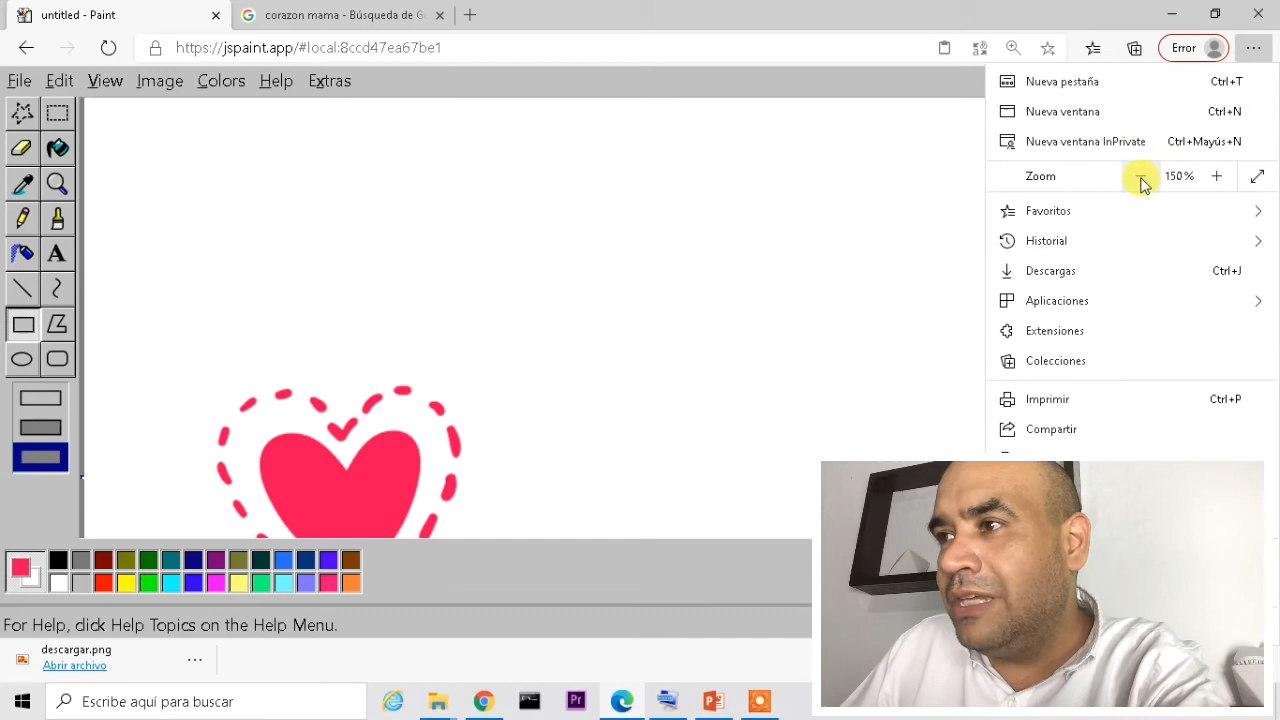 untitled - Paint
corazon mama - Búsqueda de G
https://jspaint.app/#local:8ccd47ea67be1
Error
File Edit View Image Colors Help Extras
Nueva pestaña Ctrl+T
Nueva ventana Ctrl+N
Nueva ventana InPrivate Ctrl+Mayús+N
Zoom 150%
Favoritos
Historial
Descargas Ctrl+J
Aplicaciones
Extensiones
Colecciones
Imprimir Ctrl+P
Compartir
A
For Help, click Help Topics on the Help Menu.
descargar.png
Abrir archivo
Escribe aquí para buscar
Pr